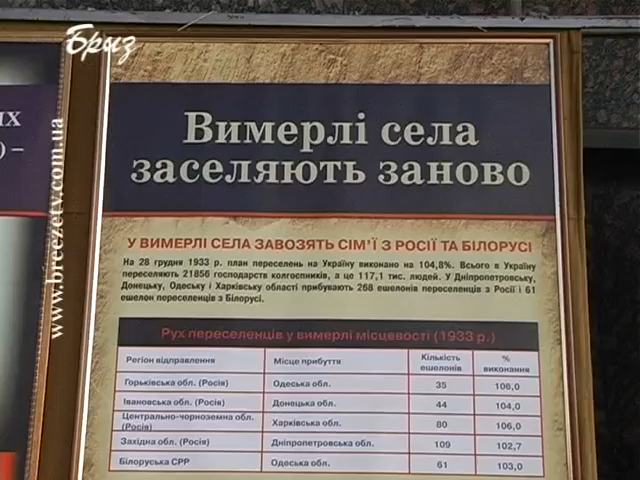 Бриз
www.breezetv.com.ua
Вимерлі села
заселяють заново
У ВИМЕРЛІ СЕЛА ЗАВОЗЯТЬ СІМ'Ї З РОСІЇ ТА БІЛОРУСІ
На 28 грудня 1933 р. план переселень на Україну виконано на 104,8%. Всього в Україну
переселяють 21856 господарств колгоспників, а це 117,1 тис. людей. У Дніпропетровську,
Донецьку, Одеську і Харківську області прибувають 268 ешелонів переселенців з Росії і 61
ешелон переселенців з Білорусі.
Рух переселенців у вимерлі місцевості (1933 р.)
Регіон відправлення Місце прибуття Кількість ешелонів % виконання
Горьківська обл. (Росія) Одеська обл. 35 106,0
Івановська обл. (Росія) Донецька обл. 44 104,0
Центрально-чорноземна обл. (Росія) Харківська обл. 80 106,0
Західна обл. (Росія) Дніпропетровська обл. 109 102,7
Білоруська СРР Одеська обл. 61 103,0